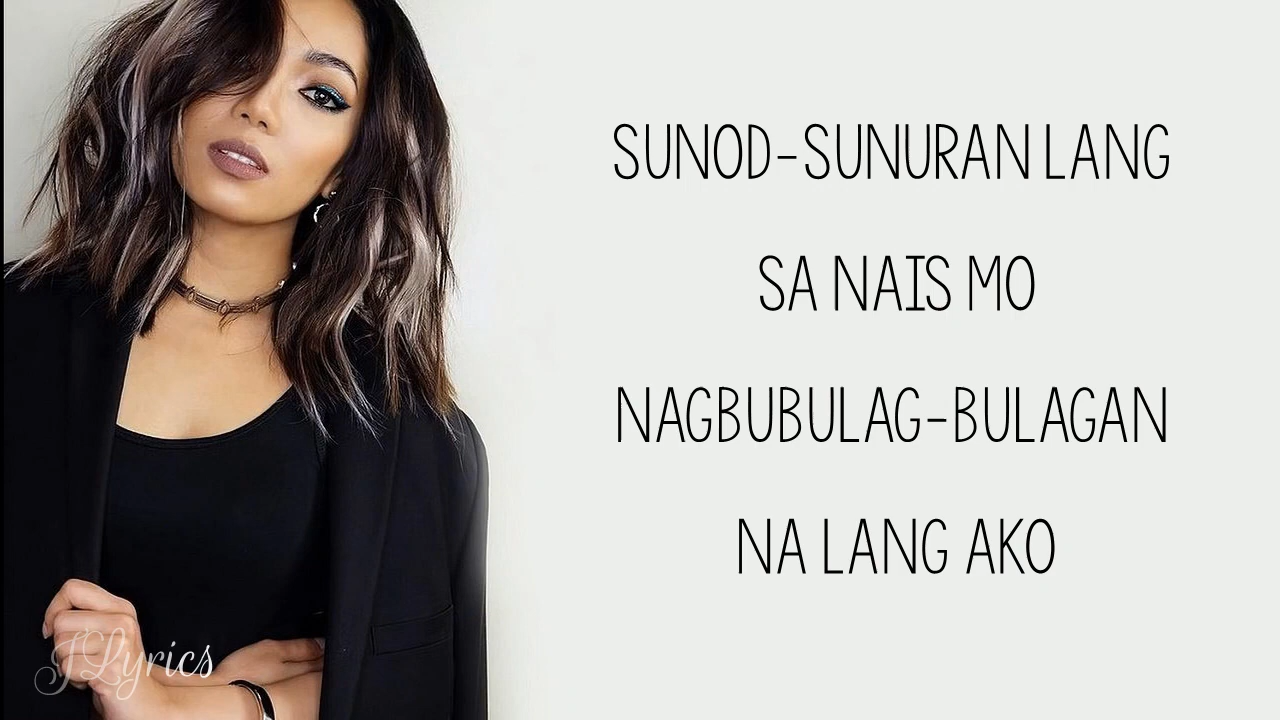 SUNOD-SUNURAN LANG
SA NAIS MO
NAGBUBULAG-BULAGAN
NA LANG AKO
JLyrics